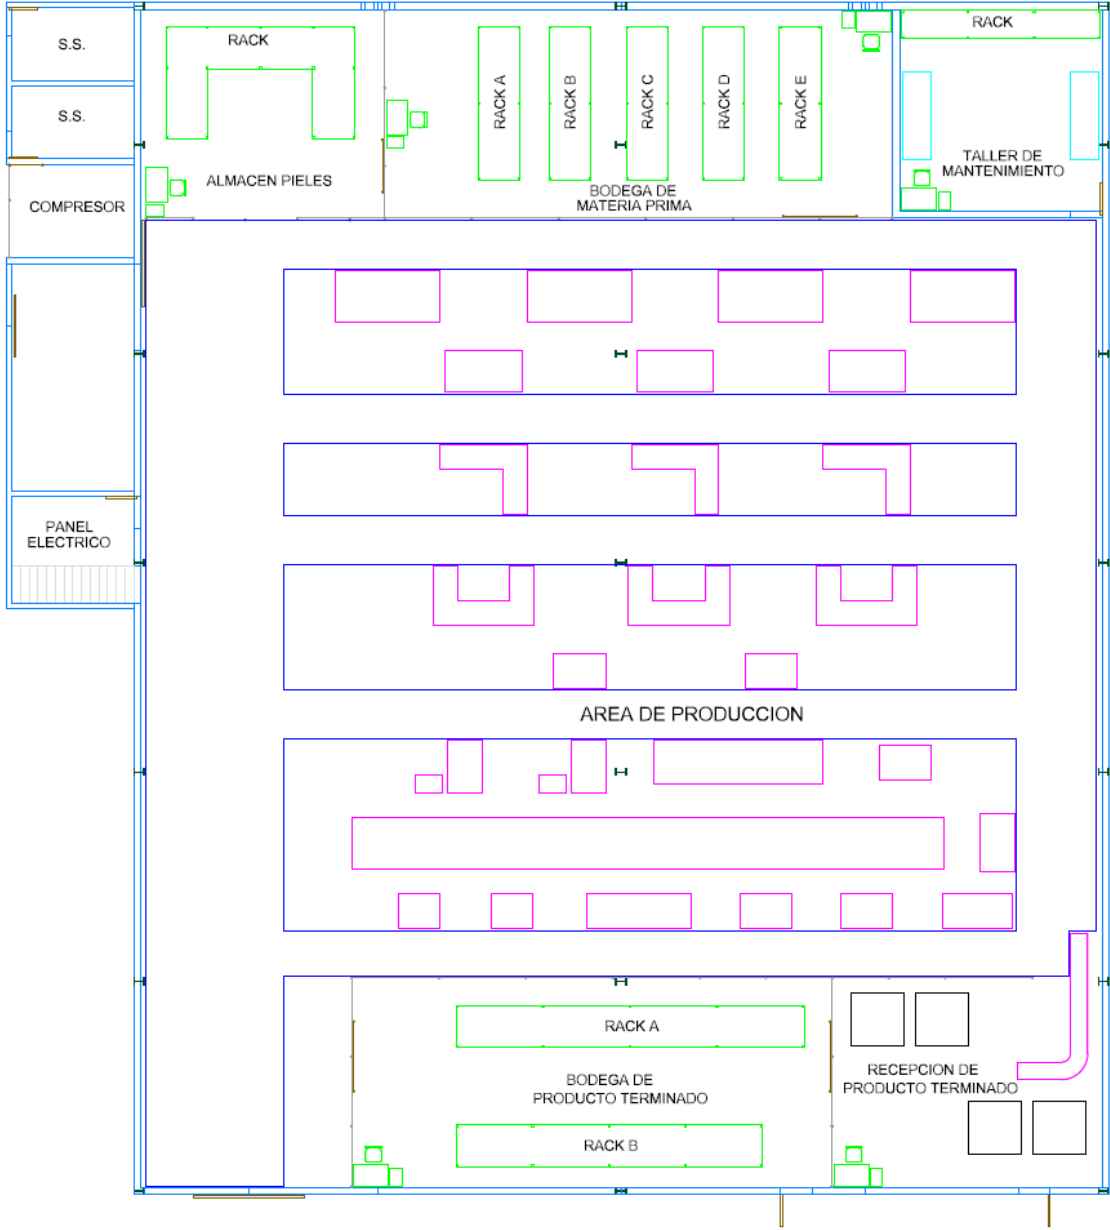 S.S.
RACK
RACK
S.S.
RACK A
RACK B
RACK C
RACK D
RACK E
TALLER DE
MANTENIMIENTO
ALMACEN PIELES
BODEGA DE
MATERIA PRIMA
COMPRESOR
PANEL
ELECTRICO
AREA DE PRODUCCION
RACK A
BODEGA DE
PRODUCTO TERMINADO
RECEPCION DE
PRODUCTO TERMINADO
RACK B